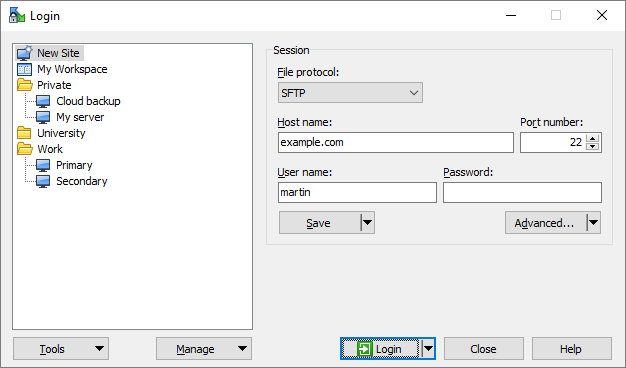 Login
New Site
My Workspace
Private
Cloud backup
My server
University
Work
Primary
Secondary
Session
File protocol:
SFTP
Host name:
Port number:
example.com
22
User name:
Password:
martin
Save
Advanced...
Tools
Manage
Login
Close
Help